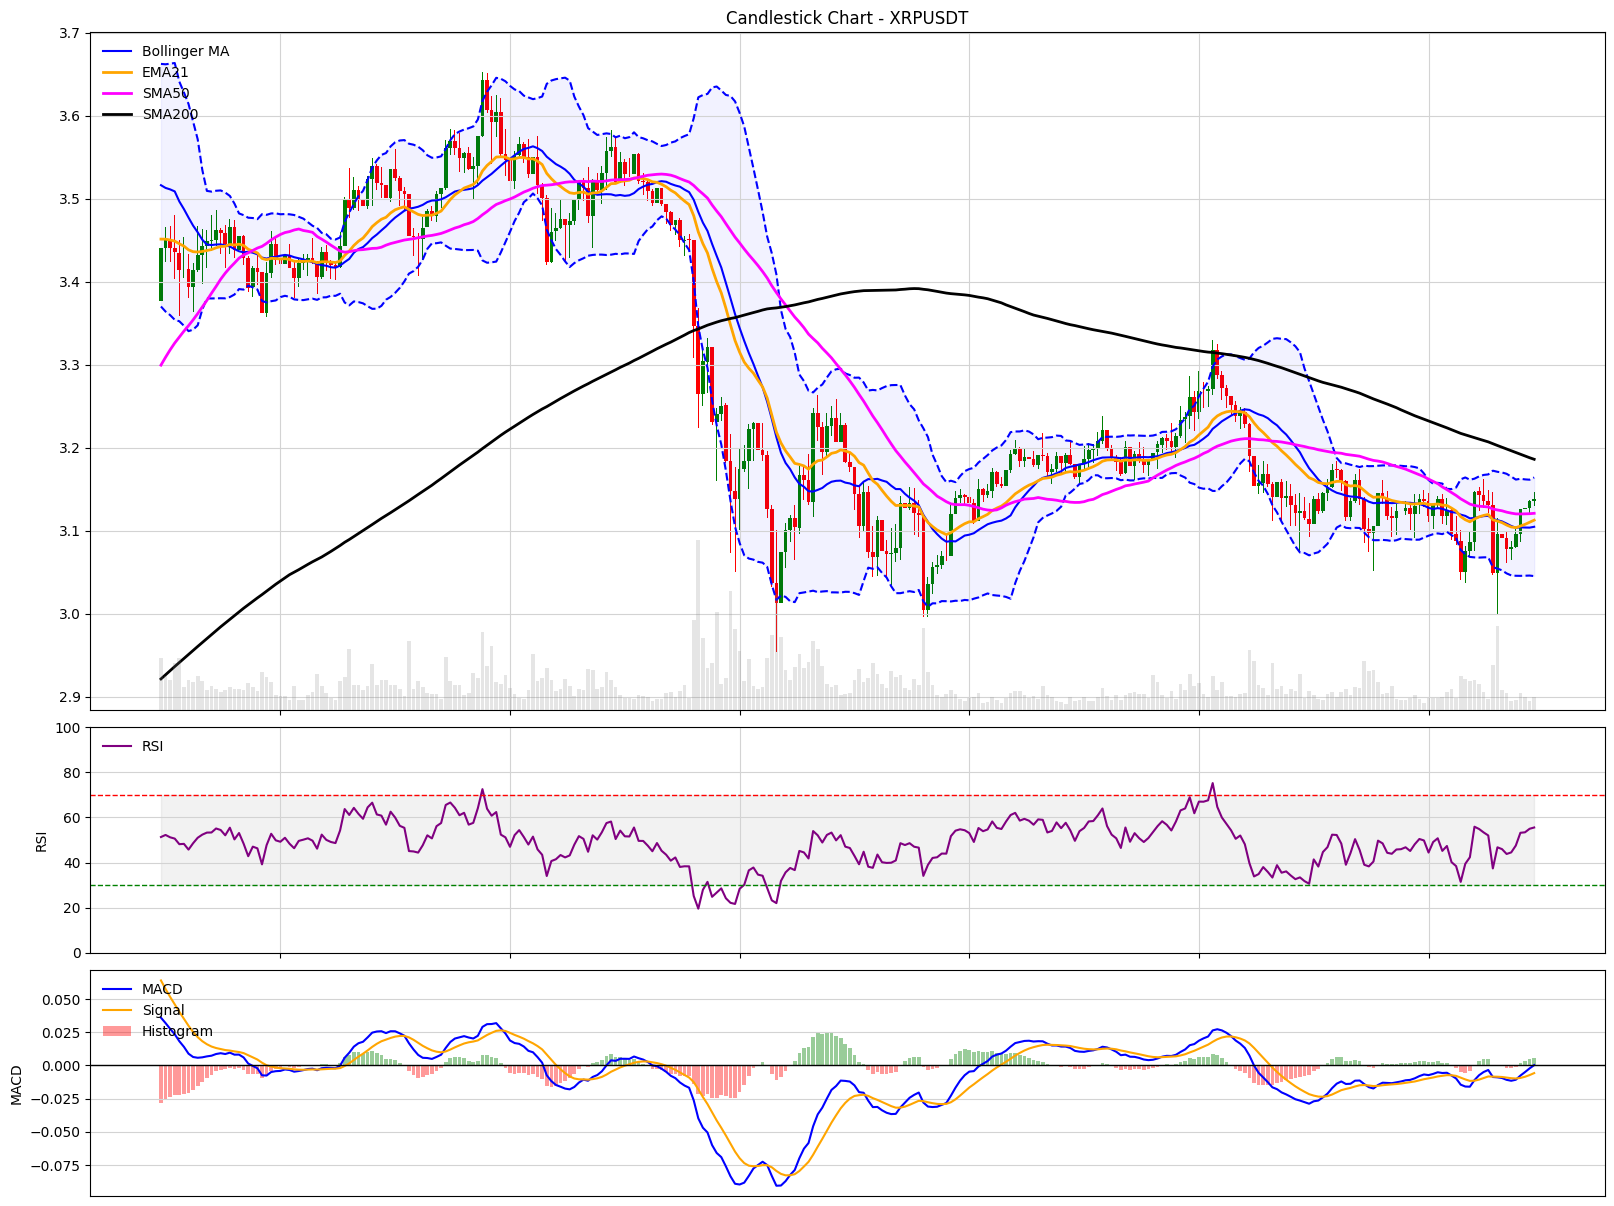 Candlestick Chart - XRPUSDT
3.7
3.6
3.5
3.4
3.3
3.2
3.1
3.0
2.9
Bollinger MA
EMA21
SMA50
SMA200
100
80
60
40
20
0
RSI
RSI
0.050
0.025
0.000
−0.025
−0.050
−0.075
MACD
MACD
Signal
Histogram